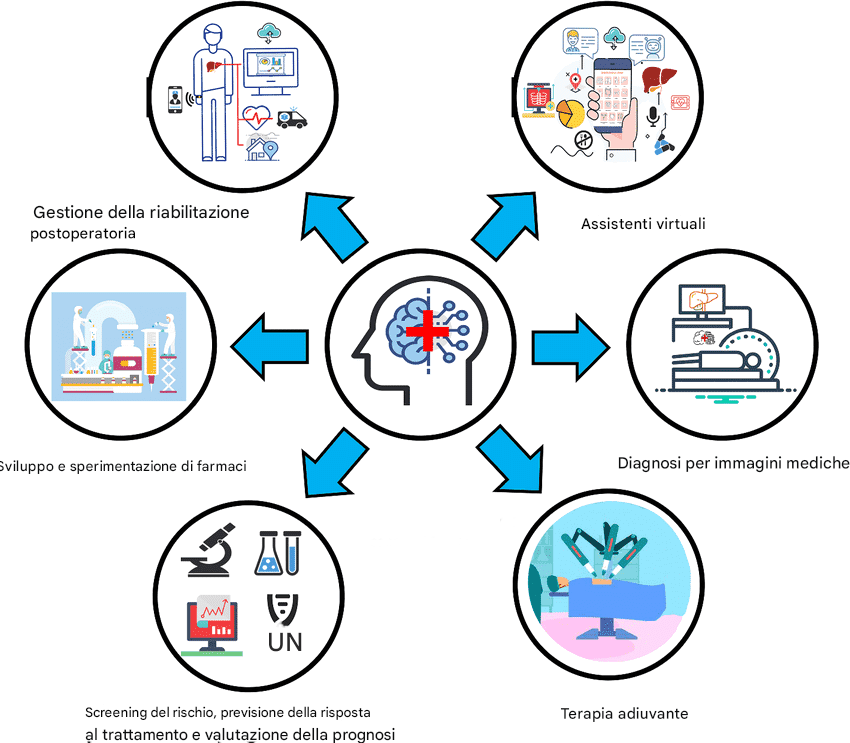 Gestione della riabilitazione
postoperatoria
Assistenti virtuali
Sviluppo e sperimentazione di farmaci
Diagnosi per immagini mediche
UN
Screening del rischio, previsione della risposta
al trattamento e valutazione della prognosi
Terapia adiuvante